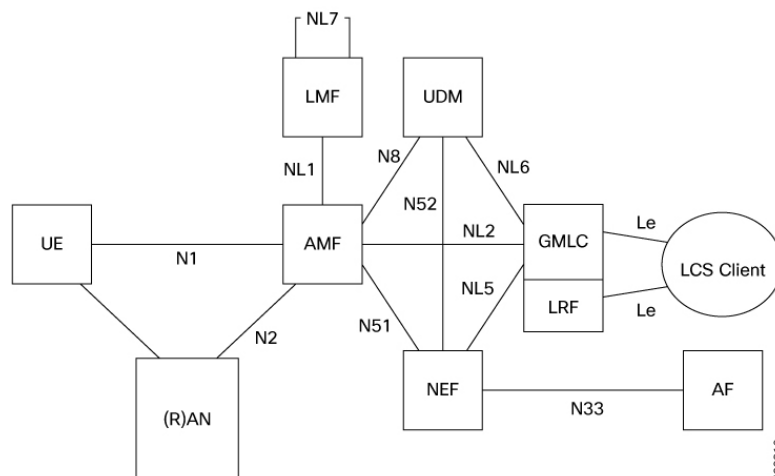 NL7
LMF
UDM
NL1
N8
NL6
N52
UE
N1
AMF
NL2
GMLC
Le
LCS Client
NL5
LRF
Le
N2
N51
(R)AN
NEF
N33
AF